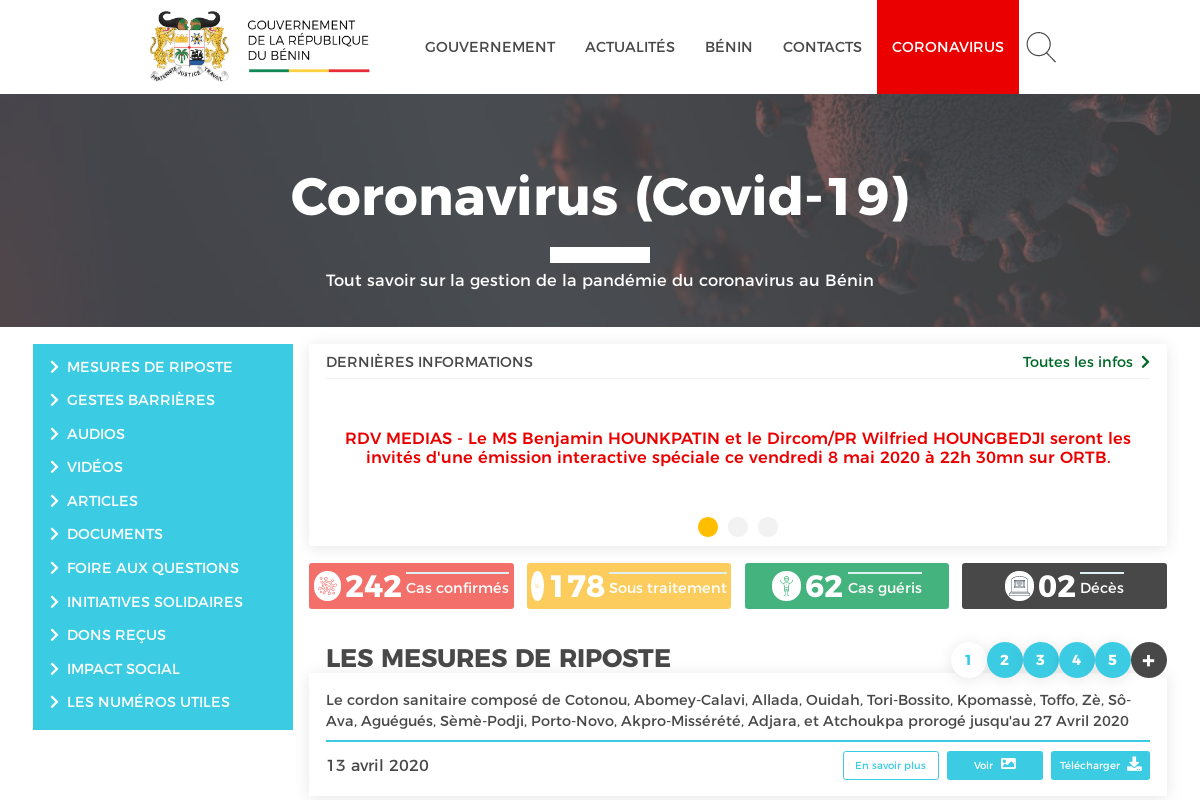 FRATERNITÉ JUSTICE TRAVAIL
GOUVERNEMENT
DE LA RÉPUBLIQUE
DU BÉNIN
GOUVERNEMENT
ACTUALITÉS
BÉNIN
CONTACTS
CORONAVIRUS
Coronavirus (Covid-19)
Tout savoir sur la gestion de la pandémie du coronavirus au Bénin
MESURES DE RIPOSTE
GESTES BARRIÈRES
AUDIOS
VIDÉOS
ARTICLES
DOCUMENTS
FOIRE AUX QUESTIONS
INITIATIVES SOLIDAIRES
DONS REÇUS
IMPACT SOCIAL
LES NUMÉROS UTILES
DERNIÈRES INFORMATIONS
Toutes les infos
RDV MEDIAS - Le MS Benjamin HOUNKPATIN et le Dircom/PR Wilfried HOUNGBEDJI seront les
invités d'une émission interactive spéciale ce vendredi 8 mai 2020 à 22h 30mn sur ORTB.
242 Cas confirmés
178 Sous traitement
62 Cas guéris
02 Décès
LES MESURES DE RIPOSTE
1 2 3 4 5 +
Le cordon sanitaire composé de Cotonou, Abomey-Calavi, Allada, Ouidah, Tori-Bossito, Kpomassè, Toffo, Zè, Sô-
Ava, Aguégués, Sèmè-Podji, Porto-Novo, Akpro-Missérété, Adjara, et Atchoukpa prorogé jusqu'au 27 Avril 2020
13 avril 2020
En savoir plus
Voir
Télécharger